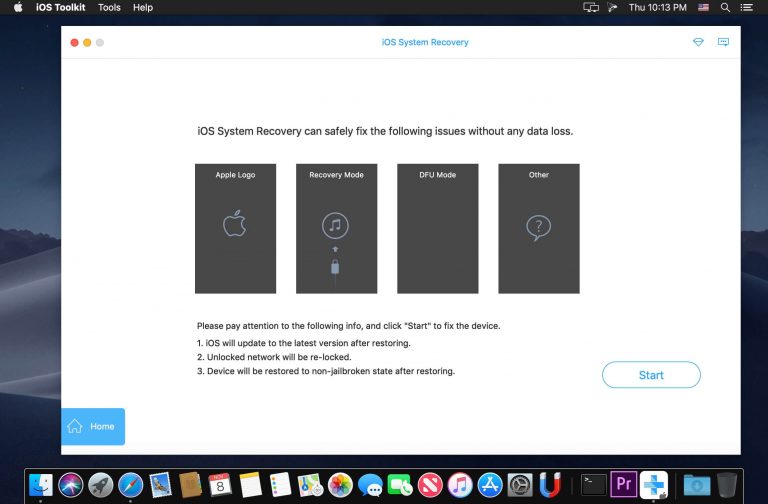 iOS Toolkit Tools Help Thu 10:13 PM
iOS System Recovery
iOS System Recovery can safely fix the following issues without any data loss.
Apple Logo Recovery Mode DFU Mode Other
?
Please pay attention to the following info, and click "Start" to fix the device.
1. iOS will update to the latest version after restoring.
2. Unlocked network will be re-locked.
3. Device will be restored to non-jailbroken state after restoring.
Start
Home
NOV
8
>_
Pr